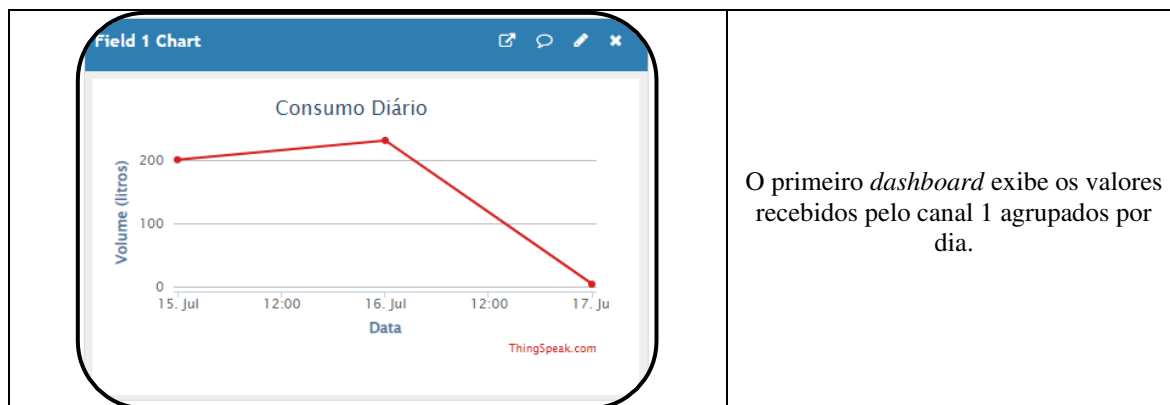 Field 1 Chart
Consumo Diário
Volume (litros)
200
100
0
15. Jul
12:00
16. Jul
12:00
17. Ju
Data
ThingSpeak.com
O primeiro dashboard exibe os valores
recebidos pelo canal 1 agrupados por
dia.